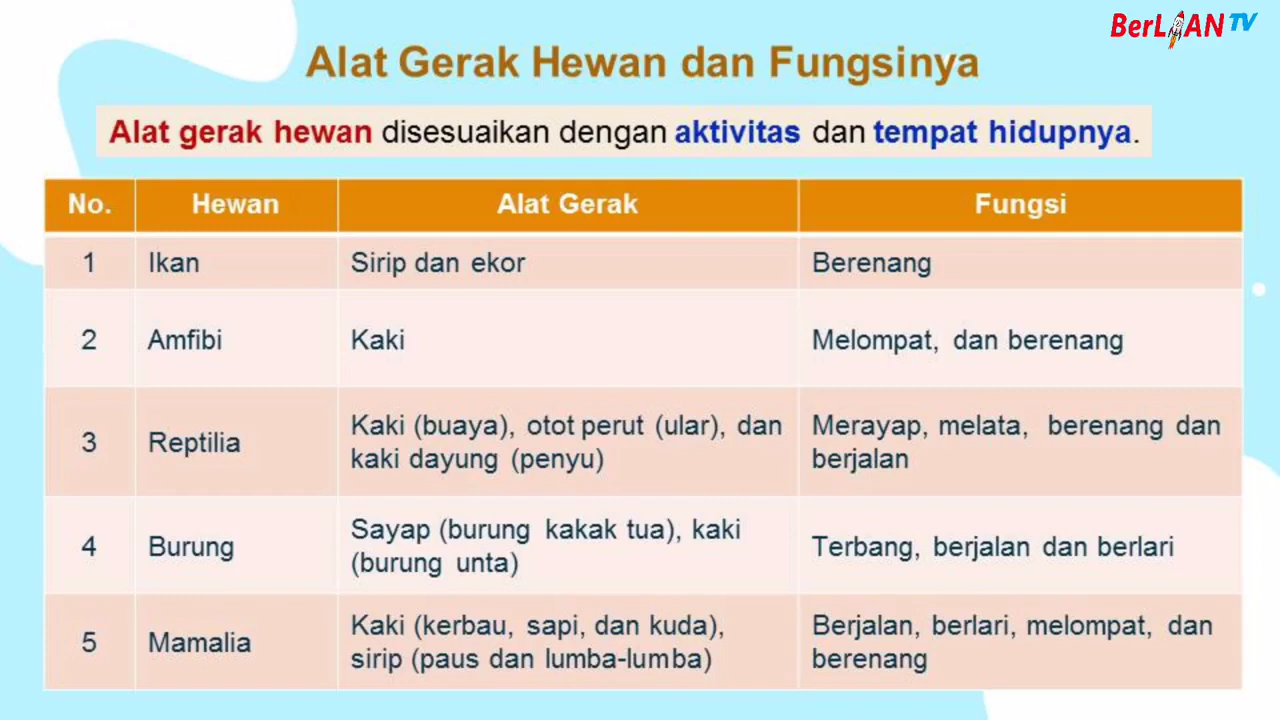 BerLIAN TV
Alat Gerak Hewan dan Fungsinya
Alat gerak hewan disesuaikan dengan aktivitas dan tempat hidupnya.
No. Hewan Alat Gerak Fungsi
1 Ikan Sirip dan ekor Berenang
2 Amfibi Kaki Melompat, dan berenang
3 Reptilia
Kaki (buaya), otot perut (ular), dan
kaki dayung (penyu)
Merayap, melata, berenang dan
berjalan
4 Burung
Sayap (burung kakak tua), kaki
(burung unta)
Terbang, berjalan dan berlari
5 Mamalia
Kaki (kerbau, sapi, dan kuda),
sirip (paus dan lumba-lumba)
Berjalan, berlari, melompat, dan
berenang